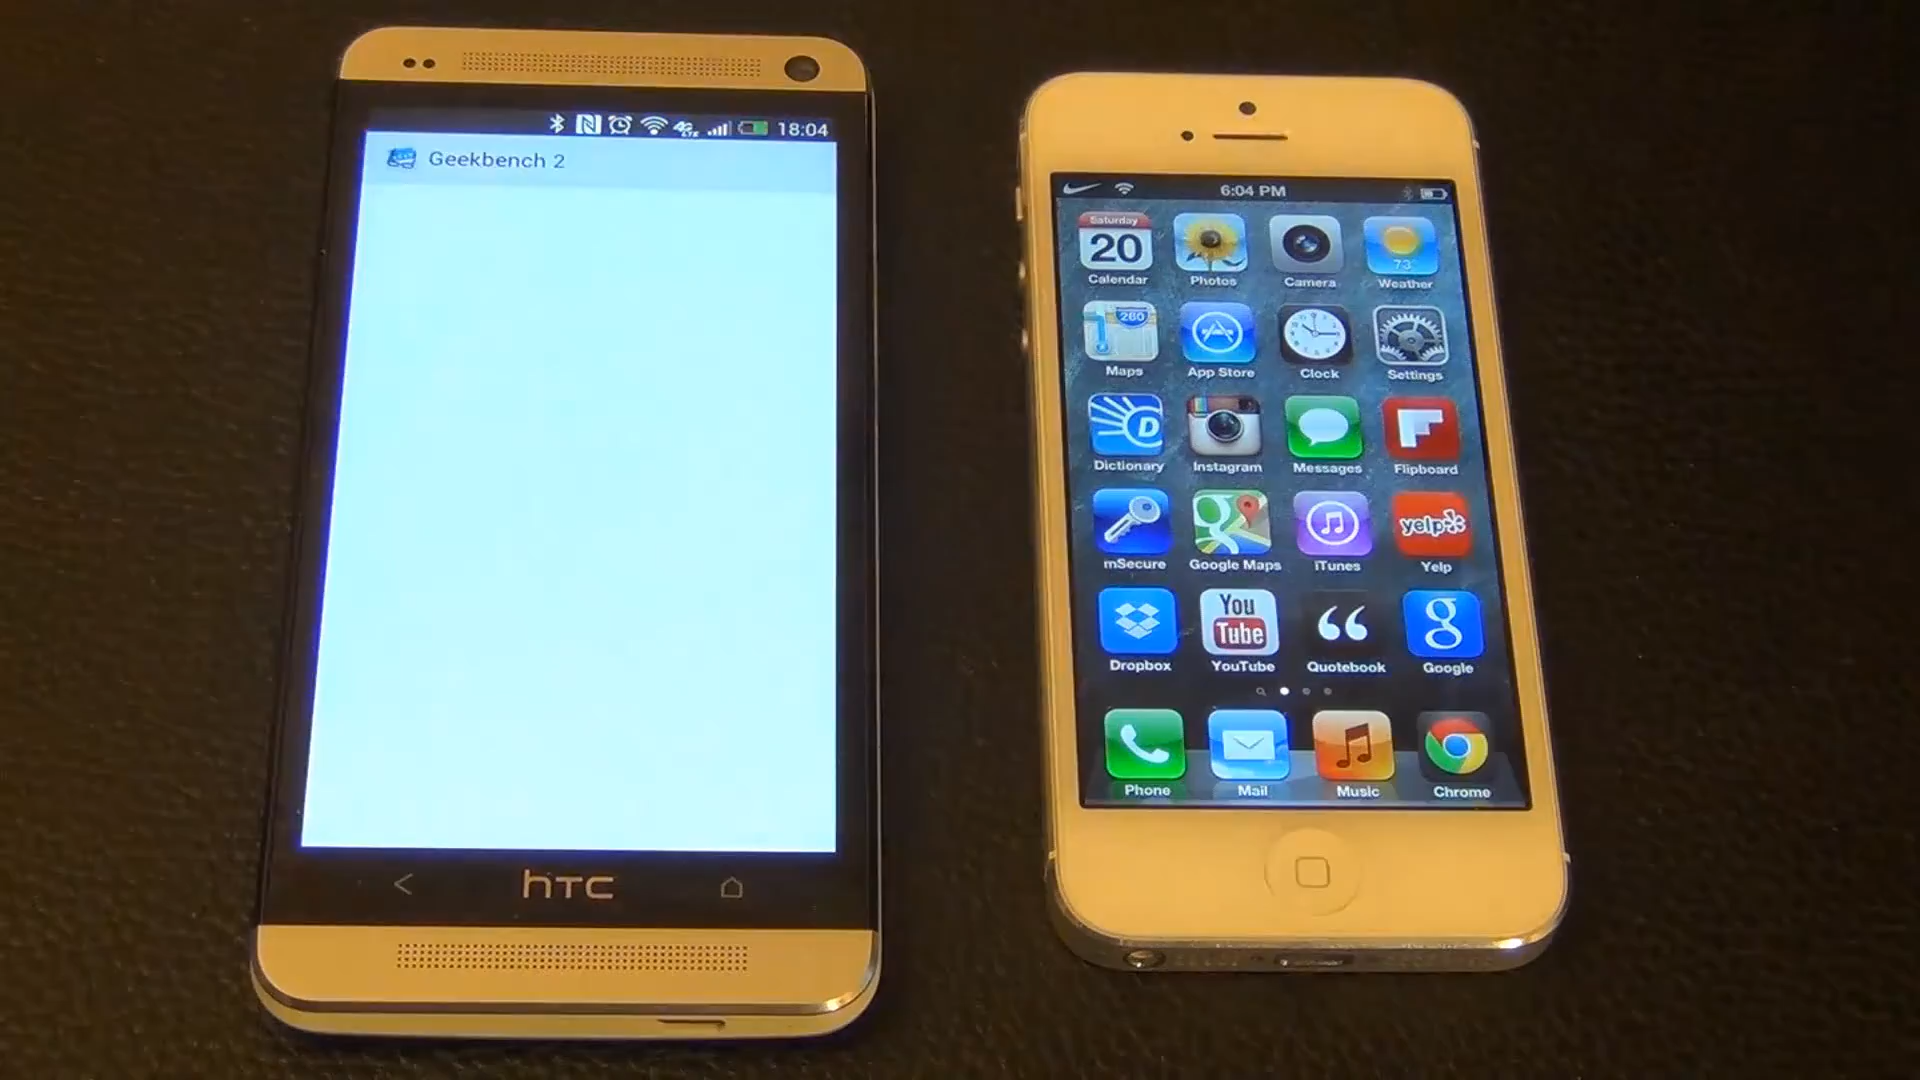 18:04
Geekbench 2
hTC
6:04 PM
Saturday
20
73°
Calendar Photos Camera Weather
280
Maps App Store Clock Settings
D
Dictionary Instagram Messages Flipboard
yelp
mSecure Google Maps iTunes Yelp
You
Tube
g
Dropbox YouTube Quotebook Google
Phone Mail Music Chrome